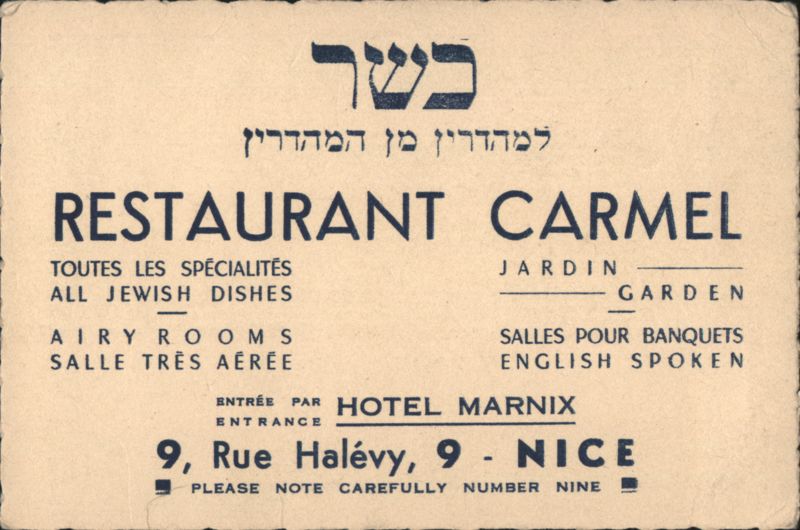 כשר
למהדרין מן המהדרין
RESTAURANT CARMEL
TOUTES LES SPÉCIALITÉS
ALL JEWISH DISHES
AIRY ROOMS
SALLE TRÈS AÉRÉE
JARDIN
GARDEN
SALLES POUR BANQUETS
ENGLISH SPOKEN
ENTRÉE PAR
ENTRANCE
HOTEL MARNIX
9, Rue Halévy, 9 - NICE
PLEASE NOTE CAREFULLY NUMBER NINE